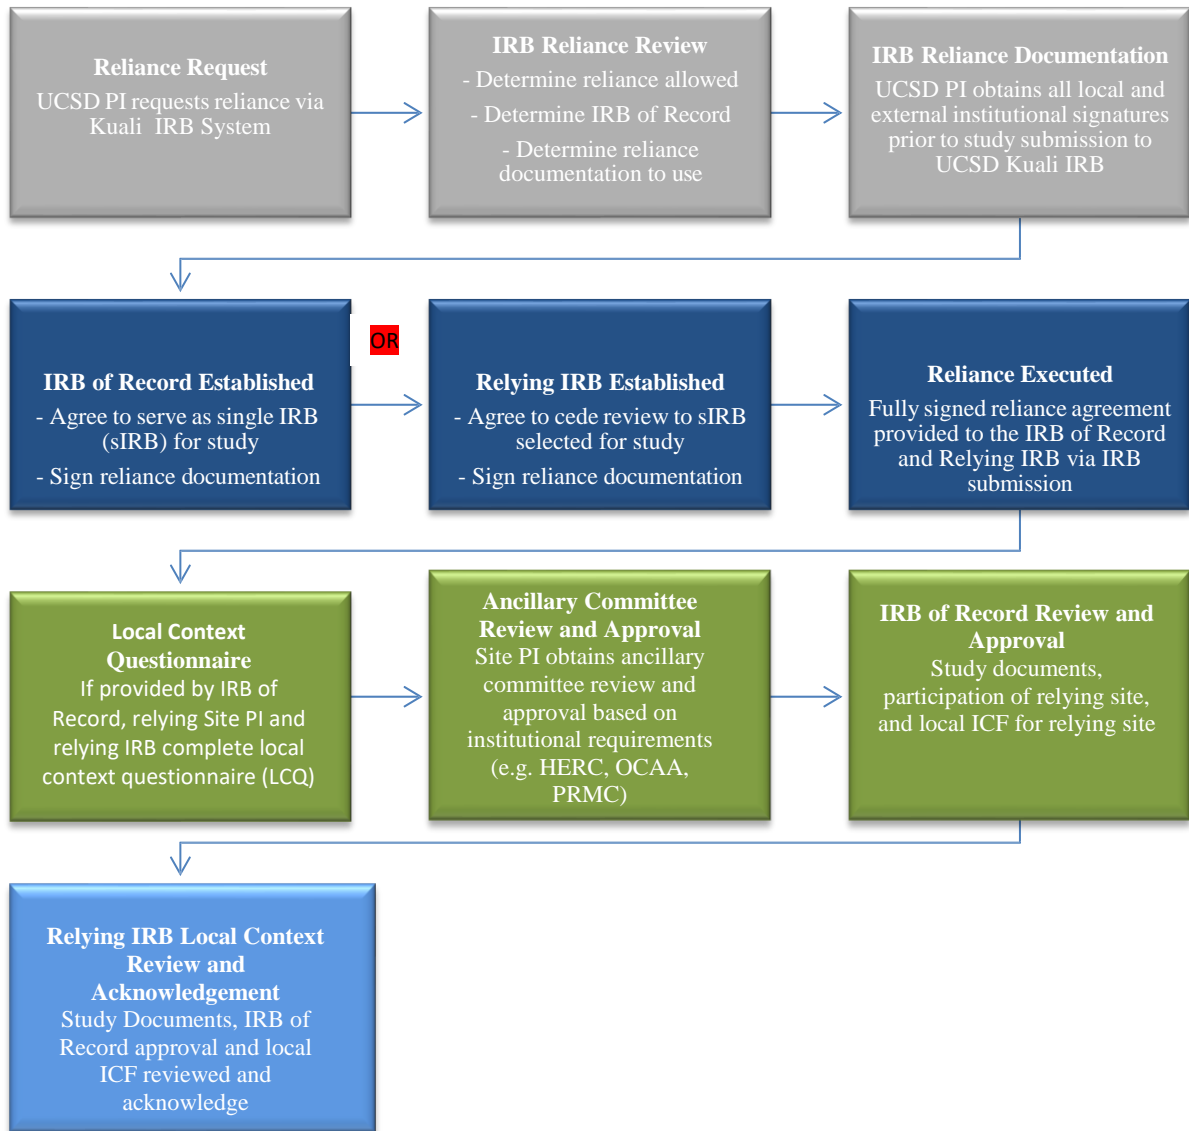 Reliance Request
UCSD PI requests reliance via
Kuali IRB System
IRB Reliance Review
- Determine reliance allowed
- Determine IRB of Record
- Determine reliance
documentation to use
IRB Reliance Documentation
UCSD PI obtains all local and
external institutional signatures
prior to study submission to
UCSD Kuali IRB
IRB of Record Established
- Agree to serve as single IRB
(sIRB) for study
- Sign reliance documentation
OR
Relying IRB Established
- Agree to cede review to sIRB
selected for study
- Sign reliance documentation
Reliance Executed
Fully signed reliance agreement
provided to the IRB of Record
and Relying IRB via IRB
submission
Local Context
Questionnaire
If provided by IRB of
Record, relying Site PI and
relying IRB complete local
context questionnaire (LCQ)
Ancillary Committee
Review and Approval
Site PI obtains ancillary
committee review and
approval based on
institutional requirements
(e.g. HERC, OCAA,
PRMC)
IRB of Record Review and
Approval
Study documents,
participation of relying site,
and local ICF for relying site
Relying IRB Local Context
Review and
Acknowledgement
Study Documents, IRB of
Record approval and local
ICF reviewed and
acknowledge